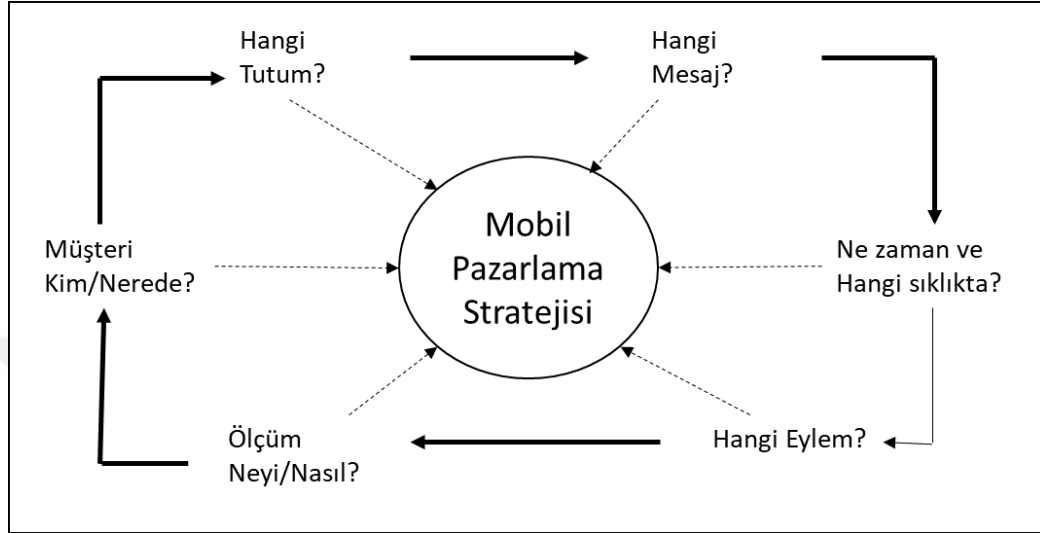 Hangi
Tutum?
Hangi
Mesaj?
Müşteri
Kim/Nerede?
Mobil
Pazarlama
Stratejisi
Ne zaman ve
Hangi sıklıkta?
Ölçüm
Neyi/Nasıl?
Hangi Eylem?